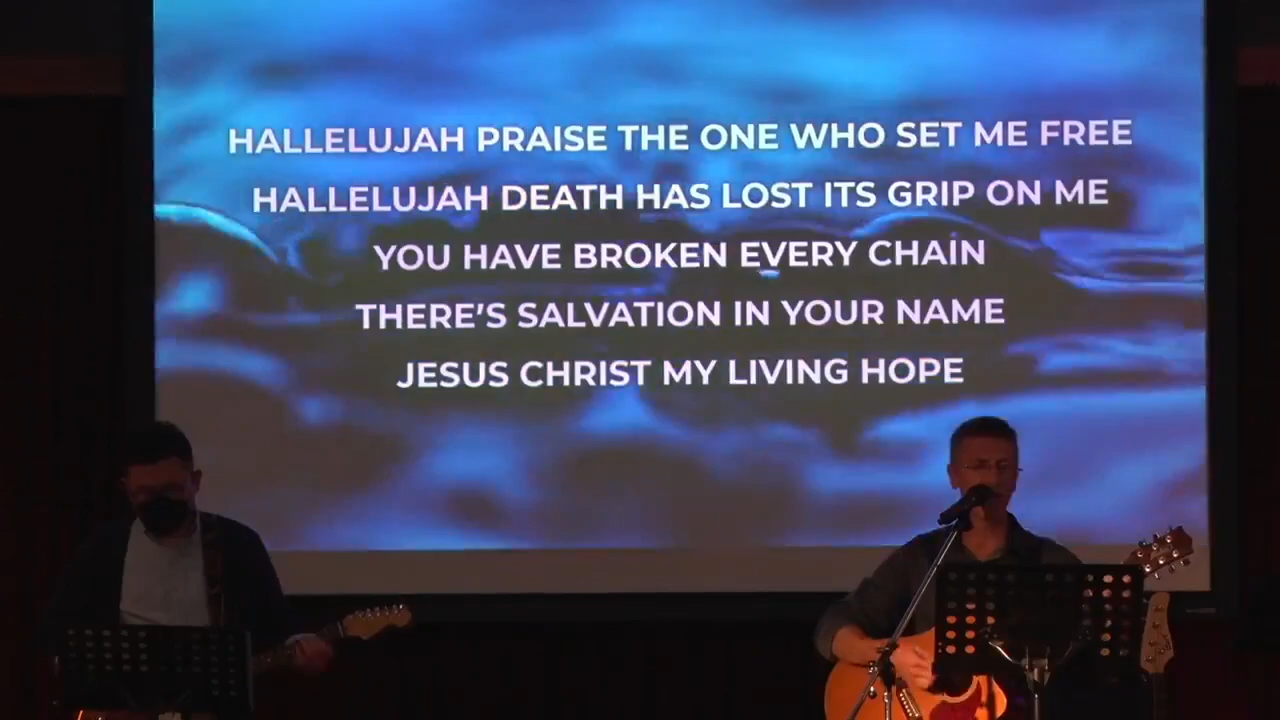 HALLELUJAH PRAISE THE ONE WHO SET ME FREE
HALLELUJAH DEATH HAS LOST ITS GRIP ON ME
YOU HAVE BROKEN EVERY CHAIN
THERE'S SALVATION IN YOUR NAME
JESUS CHRIST MY LIVING HOPE